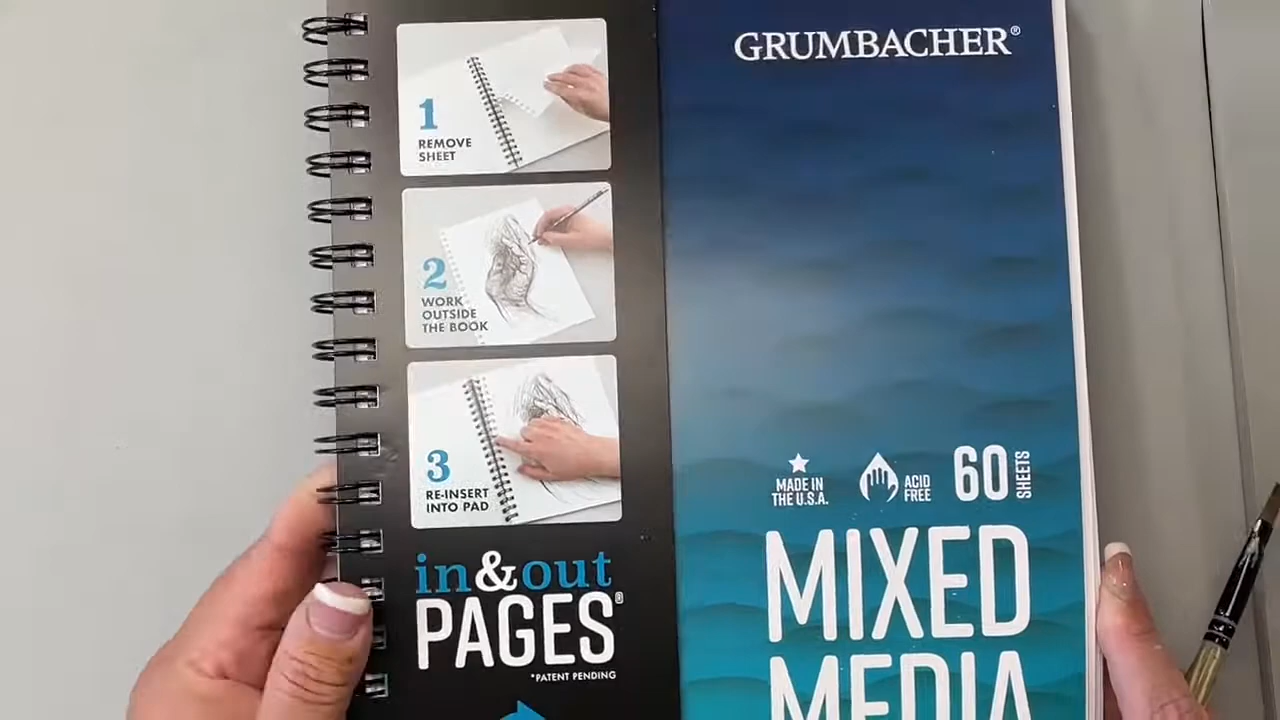 1
REMOVE
SHEET
2
WORK
OUTSIDE
THE BOOK
3
RE-INSERT
INTO PAD
in&out
PAGES®
*PATENT PENDING
GRUMBACHER®
MADE IN
THE U.S.A.
ACID
FREE
60
SHEETS
MIXED
MEDIA